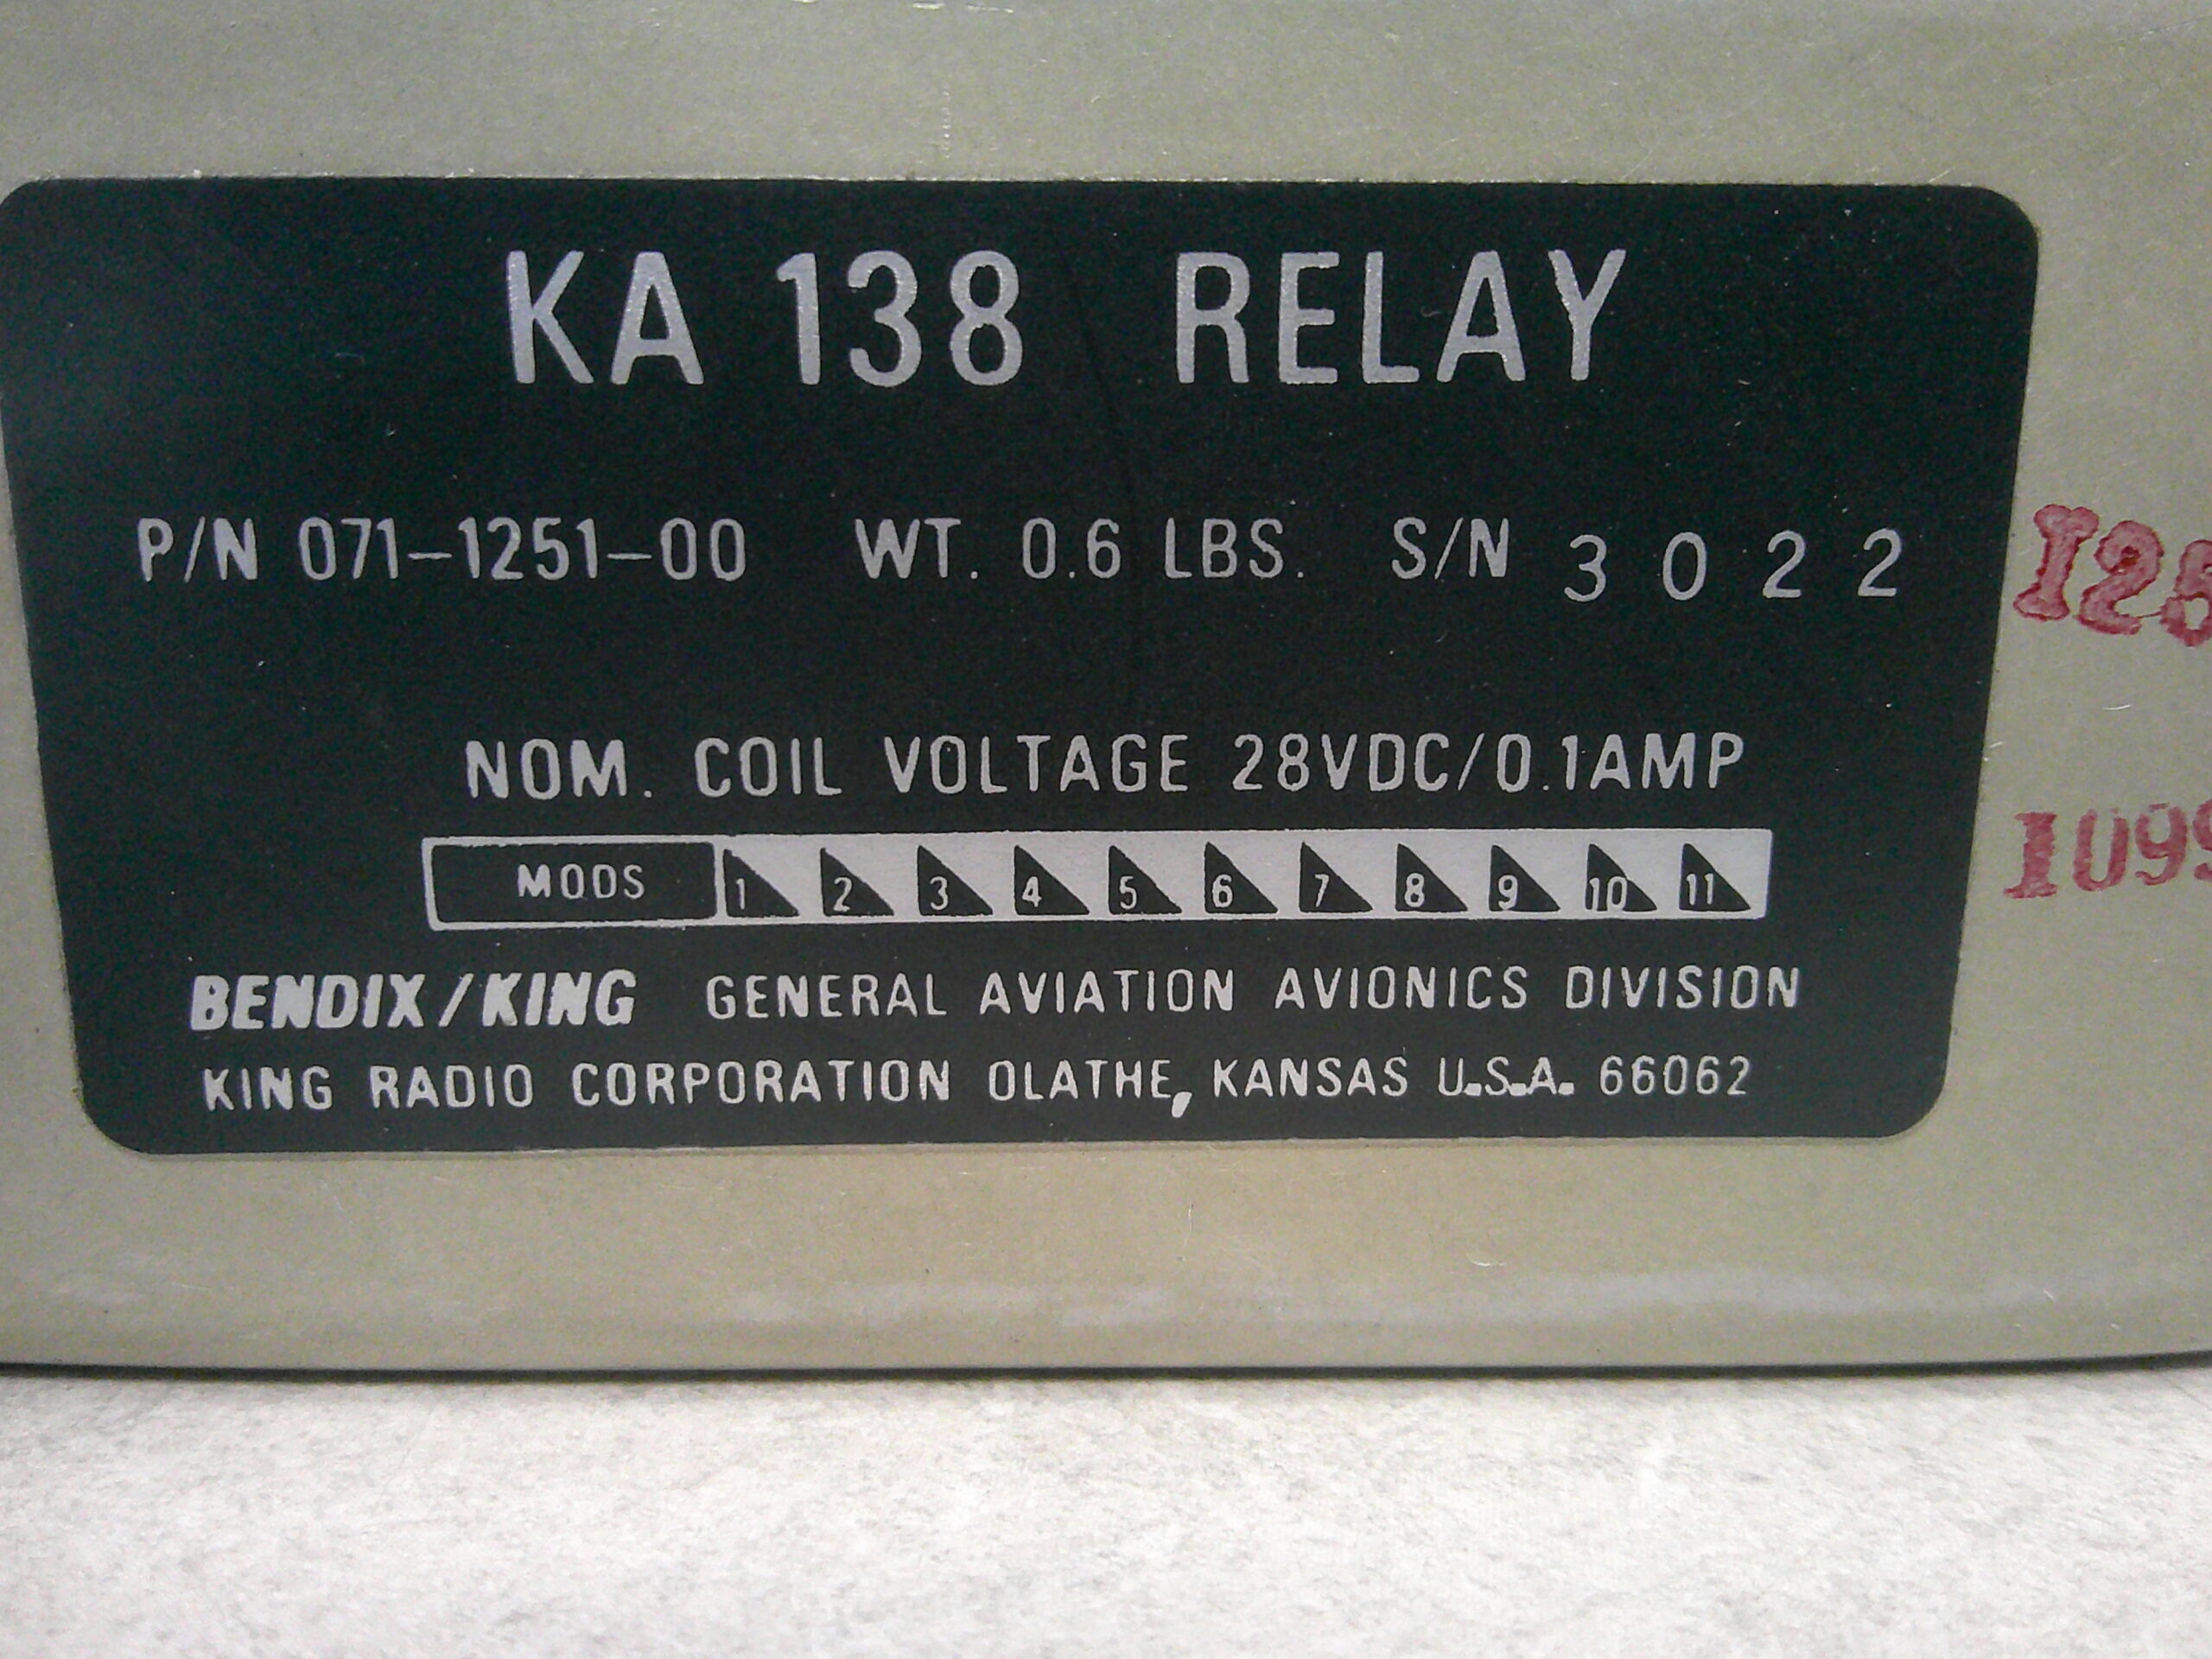 KA 138 RELAY
P/N 071-1251-00 WT. 0.6 LBS. S/N 3022
NOM. COIL VOLTAGE 28VDC/0.1AMP
MODS 1 2 3 4 5 6 7 8 9 10 11
BENDIX/KING GENERAL AVIATION AVIONICS DIVISION
KING RADIO CORPORATION OLATHE, KANSAS U.S.A. 66062